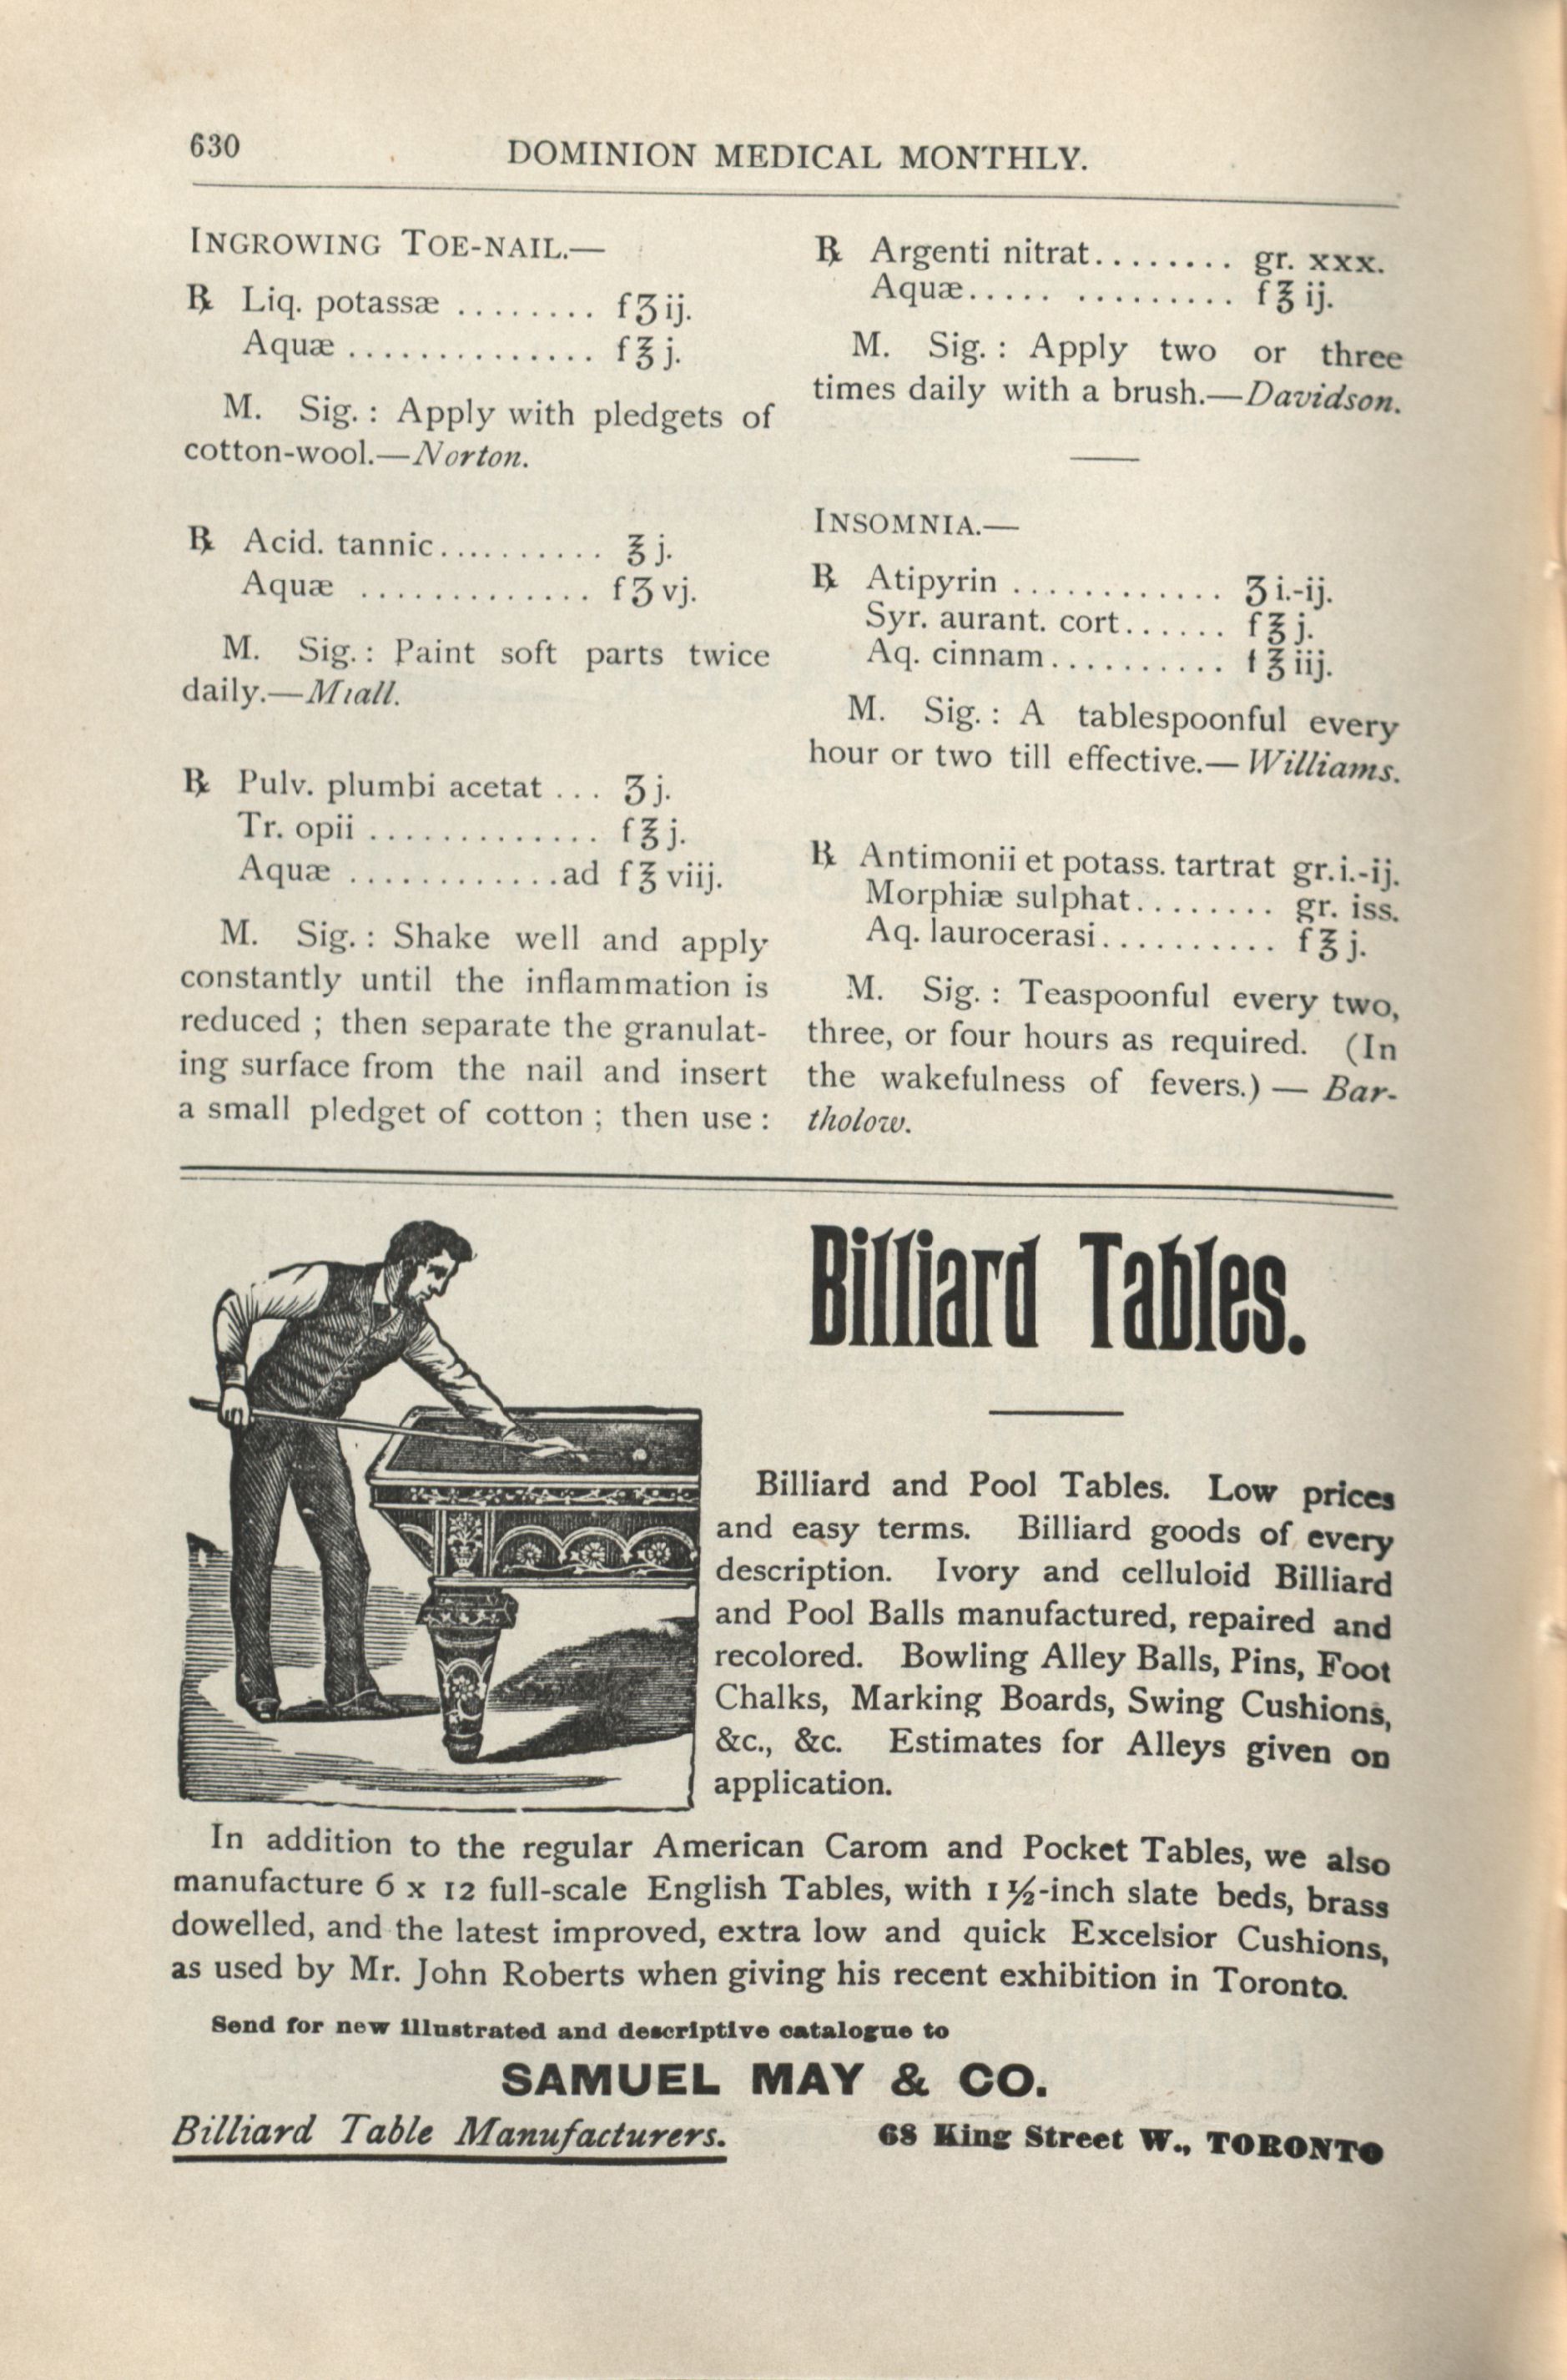 630
DOMINION MEDICAL MONTHLY.
INGROWING TOE-NAIL.—
℞ Liq. potassæ ........ fʒij.
Aquæ .............. f℥j.
M. Sig.: Apply with pledgets of
cotton-wool.—Norton.
℞ Acid. tannic.......... ℥j.
Aquæ ............. fʒvj.
M. Sig.: Paint soft parts twice
daily.—Miall.
℞ Pulv. plumbi acetat ... ʒj.
Tr. opii ............. f℥j.
Aquæ ............ad f℥viij.
M. Sig.: Shake well and apply
constantly until the inflammation is
reduced ; then separate the granulat-
ing surface from the nail and insert
a small pledget of cotton ; then use :
℞ Argenti nitrat........ gr. xxx.
Aquæ..... ......... f℥ij.
M. Sig.: Apply two or three
times daily with a brush.—Davidson.
INSOMNIA.—
℞ Atipyrin ............ ʒi.-ij.
Syr. aurant. cort...... f℥j.
Aq. cinnam.......... f℥iij.
M. Sig.: A tablespoonful every
hour or two till effective.—Williams.
℞ Antimonii et potass. tartrat gr.i.-ij.
Morphiæ sulphat........ gr. iss.
Aq. laurocerasi.......... f℥j.
M. Sig.: Teaspoonful every two,
three, or four hours as required. (In
the wakefulness of fevers.) — Bar-
tholow.
Billiard Tables.
Billiard and Pool Tables. Low prices
and easy terms. Billiard goods of every
description. Ivory and celluloid Billiard
and Pool Balls manufactured, repaired and
recolored. Bowling Alley Balls, Pins, Foot
Chalks, Marking Boards, Swing Cushions,
&c., &c. Estimates for Alleys given on
application.
In addition to the regular American Carom and Pocket Tables, we also
manufacture 6 x 12 full-scale English Tables, with 1 ½-inch slate beds, brass
dowelled, and the latest improved, extra low and quick Excelsior Cushions,
as used by Mr. John Roberts when giving his recent exhibition in Toronto.
Send for new illustrated and descriptive catalogue to
SAMUEL MAY & CO.
Billiard Table Manufacturers. 68 King Street W., TORONTO